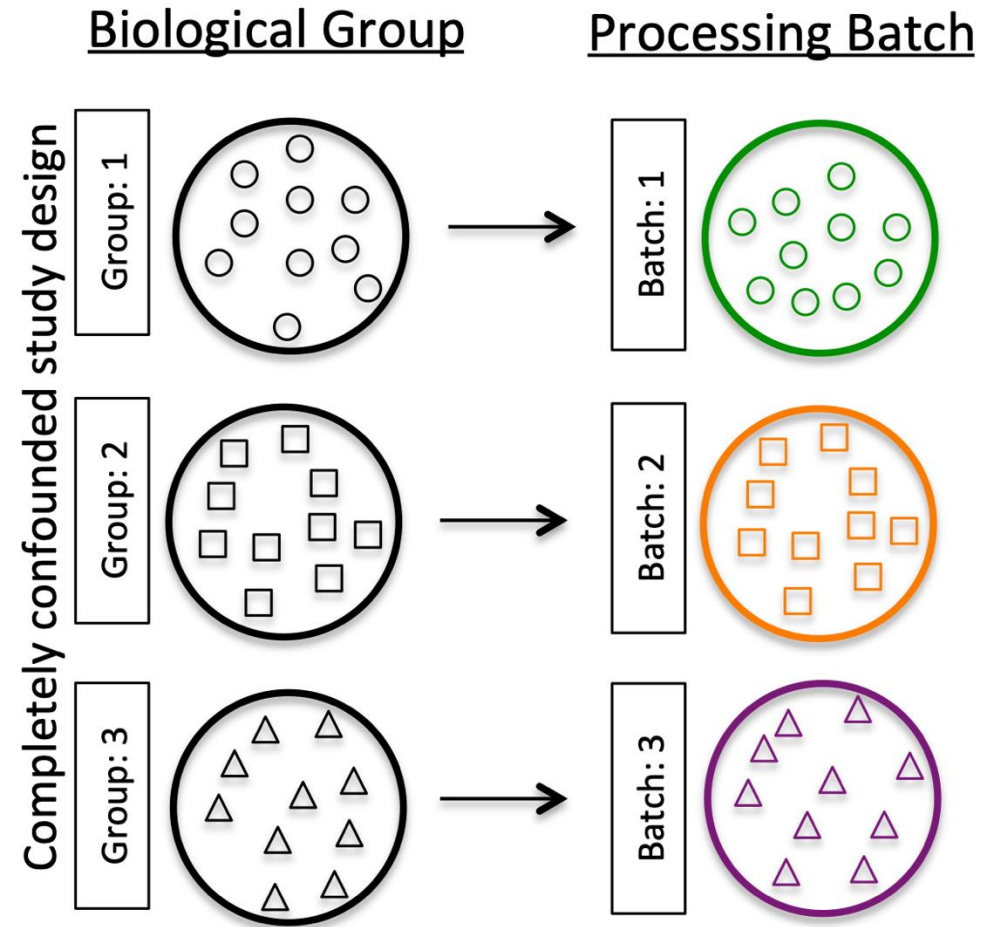 Biological Group
Processing Batch
Completely confounded study design
Group: 1
Batch: 1
Group: 2
Batch: 2
Group: 3
Batch: 3